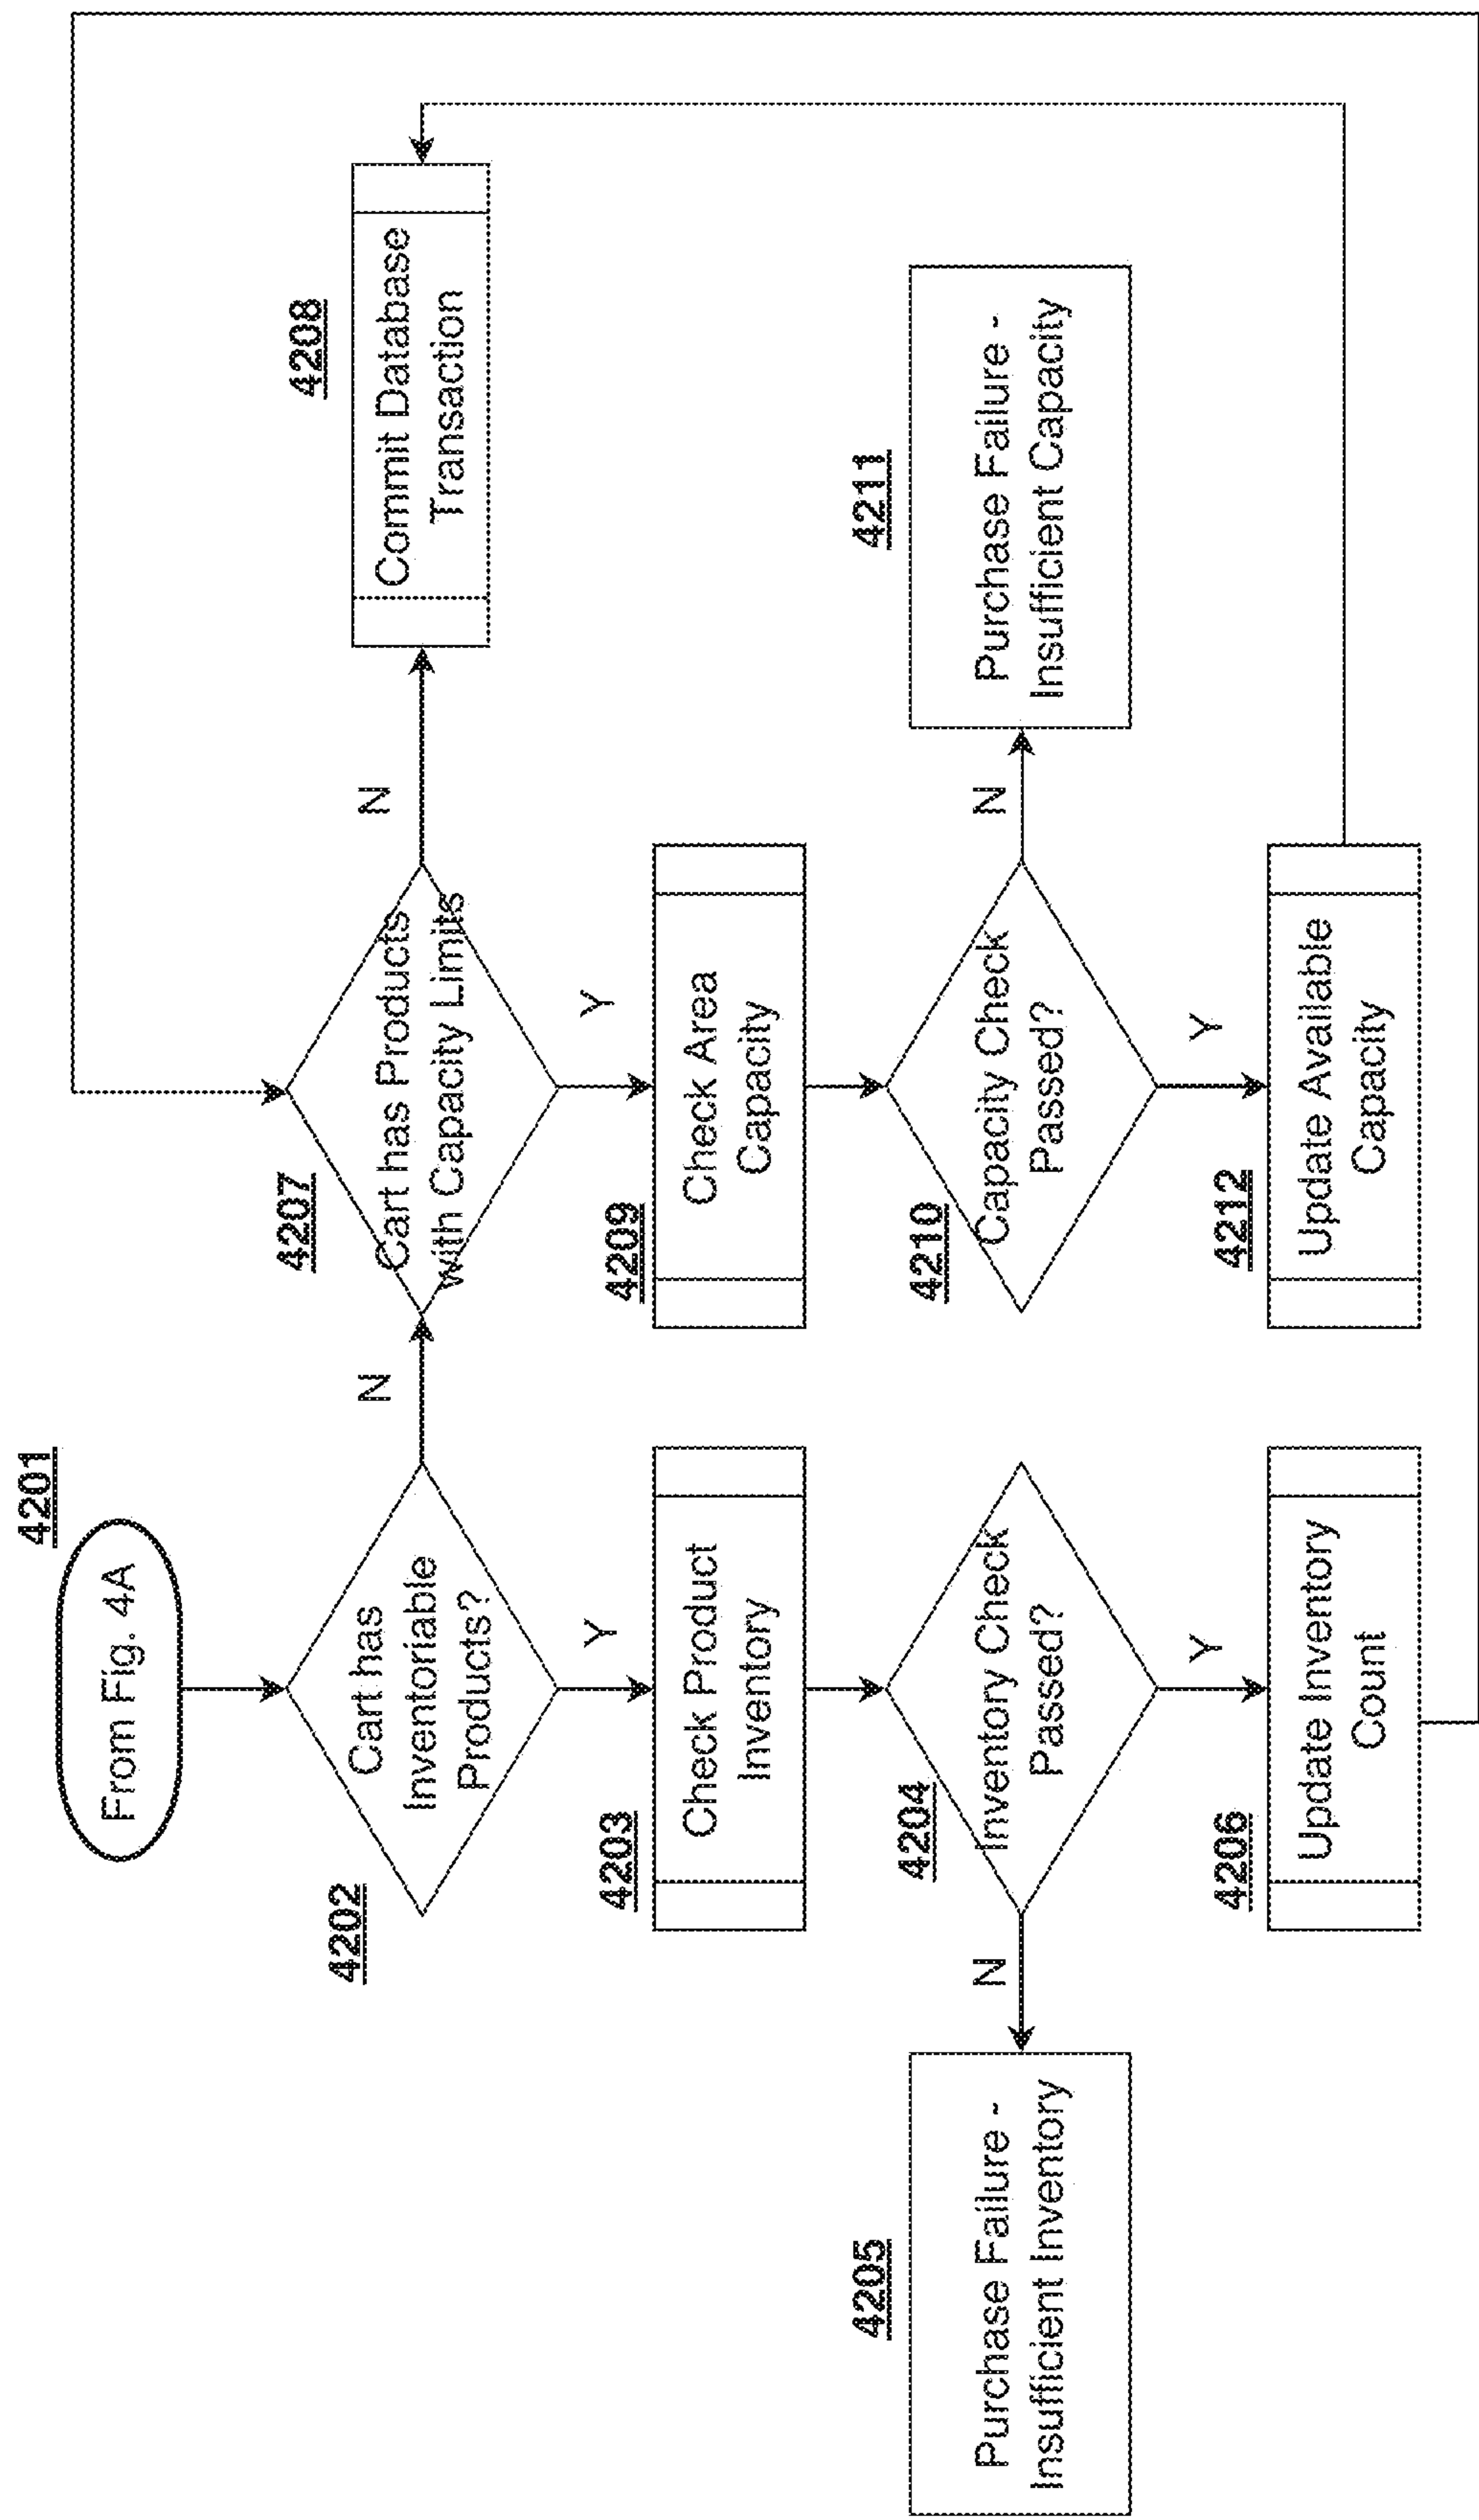 4201
From Fig. 4A
4202
Cart has
Inventoriable
Products?
N
Y
4203
Check Product
Inventory
4204
Inventory Check
Passed?
N
4205
Purchase Failure -
Insufficient Inventory
Y
4206
Update Inventory
Count
4207
Cart has Products
with Capacity Limits
N
4208
Commit Database
Transaction
Y
4209
Check Area
Capacity
4210
Capacity Check
Passed?
N
4211
Purchase Failure -
Insufficient Capacity
Y
4212
Update Available
Capacity